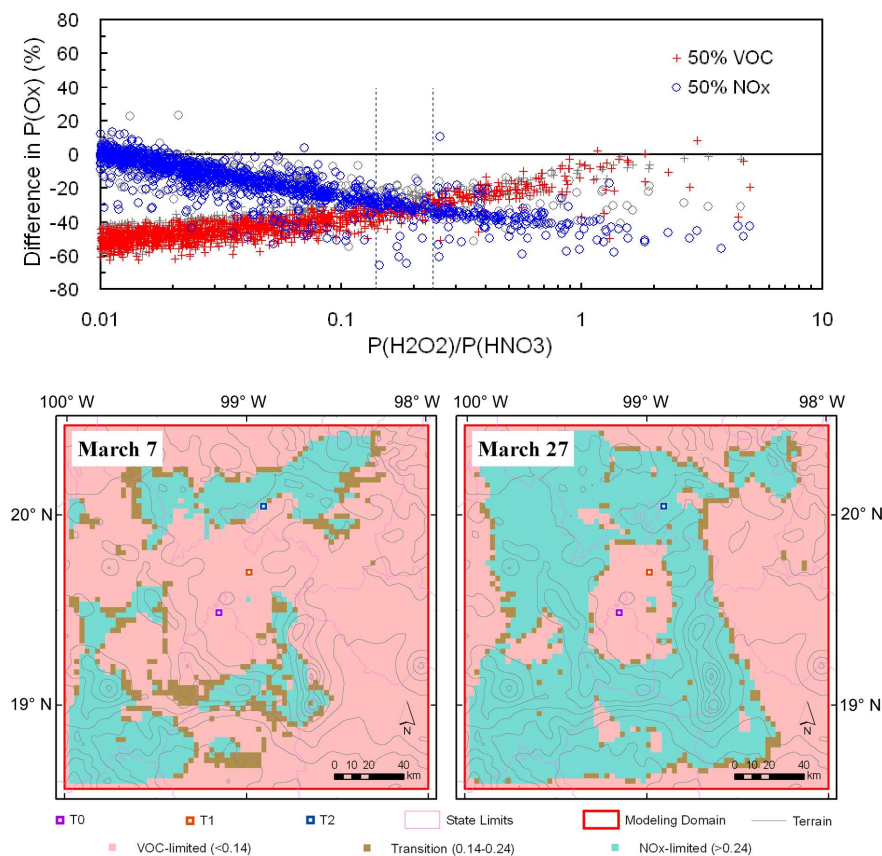 80
60
40
20
0
-20
-40
-60
-80
Difference in P(Ox) (%)
+ 50% VOC
○ 50% NOx
0.01 0.1 1 10
P(H2O2)/P(HNO3)
100° W 99° W 98° W 100° W 99° W 98° W
March 7 March 27
20° N 20° N
19° N 19° N
N N
0 10 20 40 0 10 20 40
km km
T0 T1 T2 State Limits Modeling Domain Terrain
VOC-limited (<0.14) Transition (0.14-0.24) NOx-limited (>0.24)